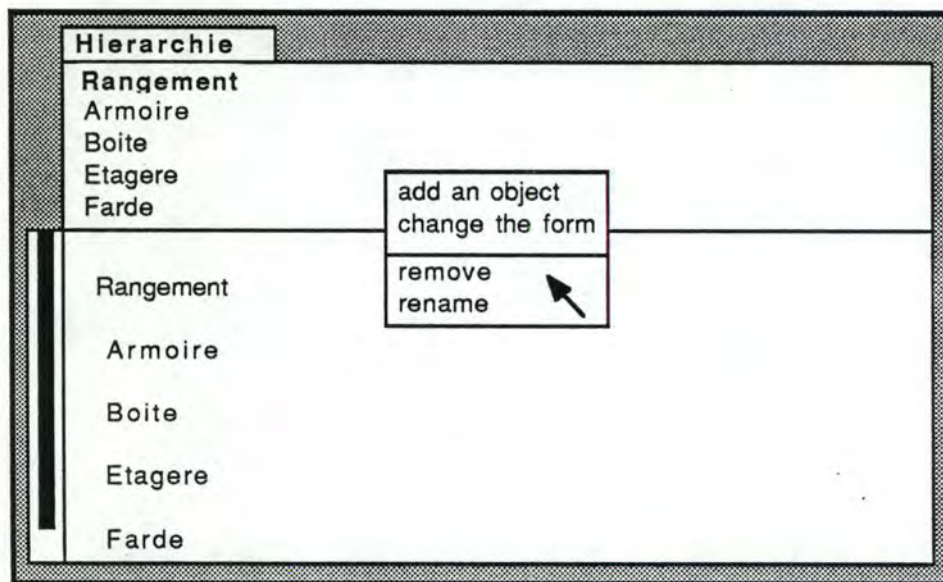 Hierarchie
Rangement
Armoire
Boite
Etagere
Farde
add an object
change the form
remove
rename
Rangement
Armoire
Boite
Etagere
Farde